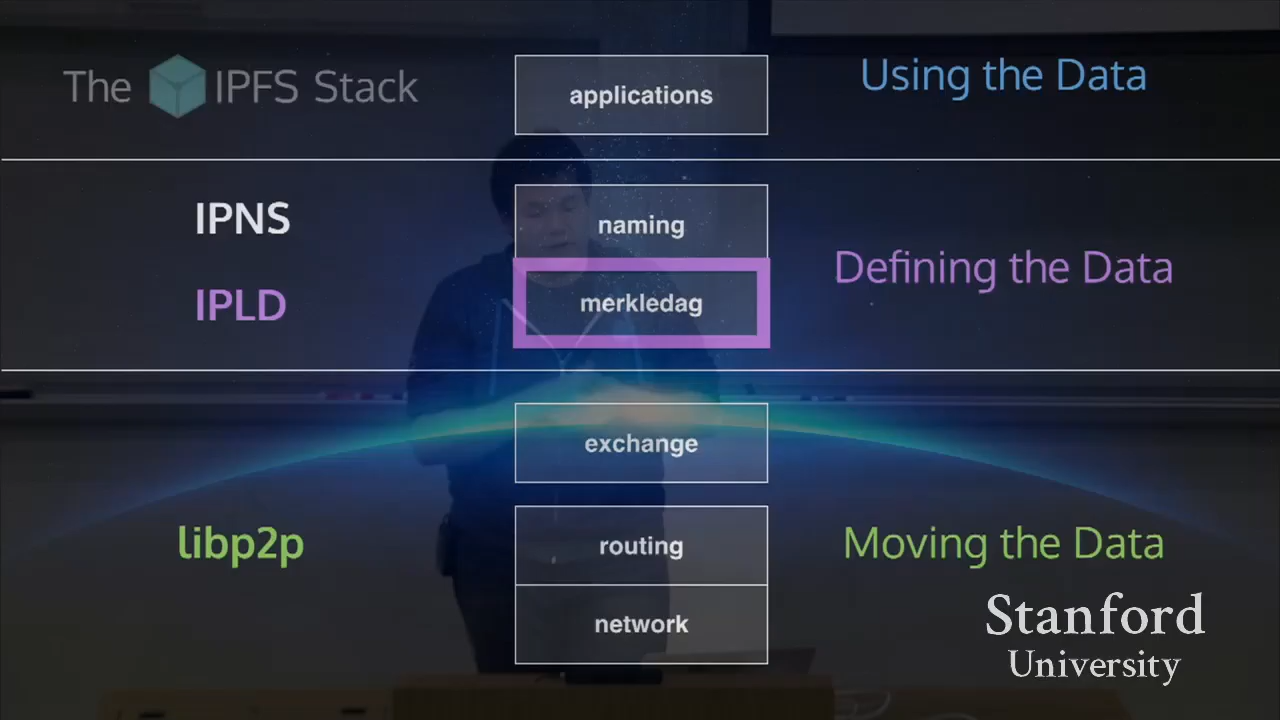 The IPFS Stack
applications
Using the Data
IPNS
naming
IPLD
merkledag
Defining the Data
exchange
libp2p
routing
Moving the Data
network
Stanford
University